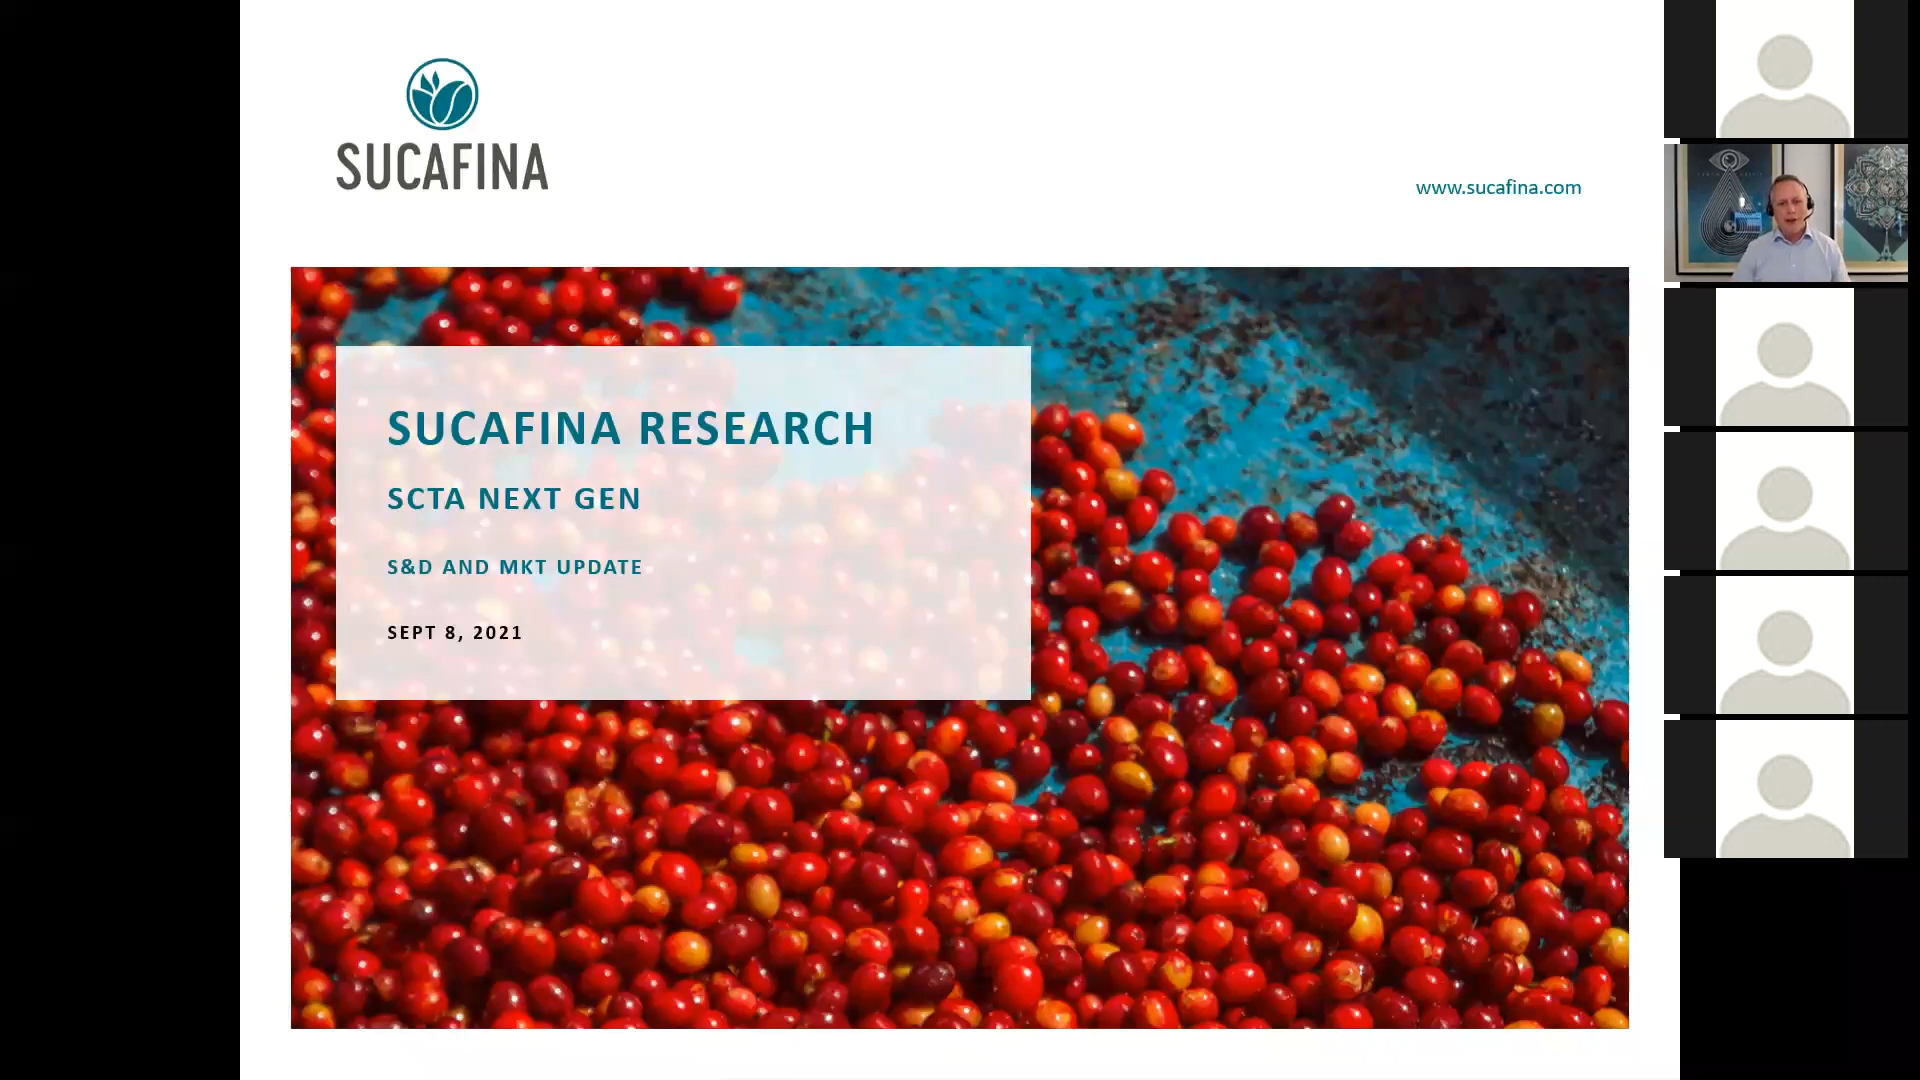 SUCAFINA
www.sucafina.com
SUCAFINA RESEARCH
SCTA NEXT GEN
S&D AND MKT UPDATE
SEPT 8, 2021